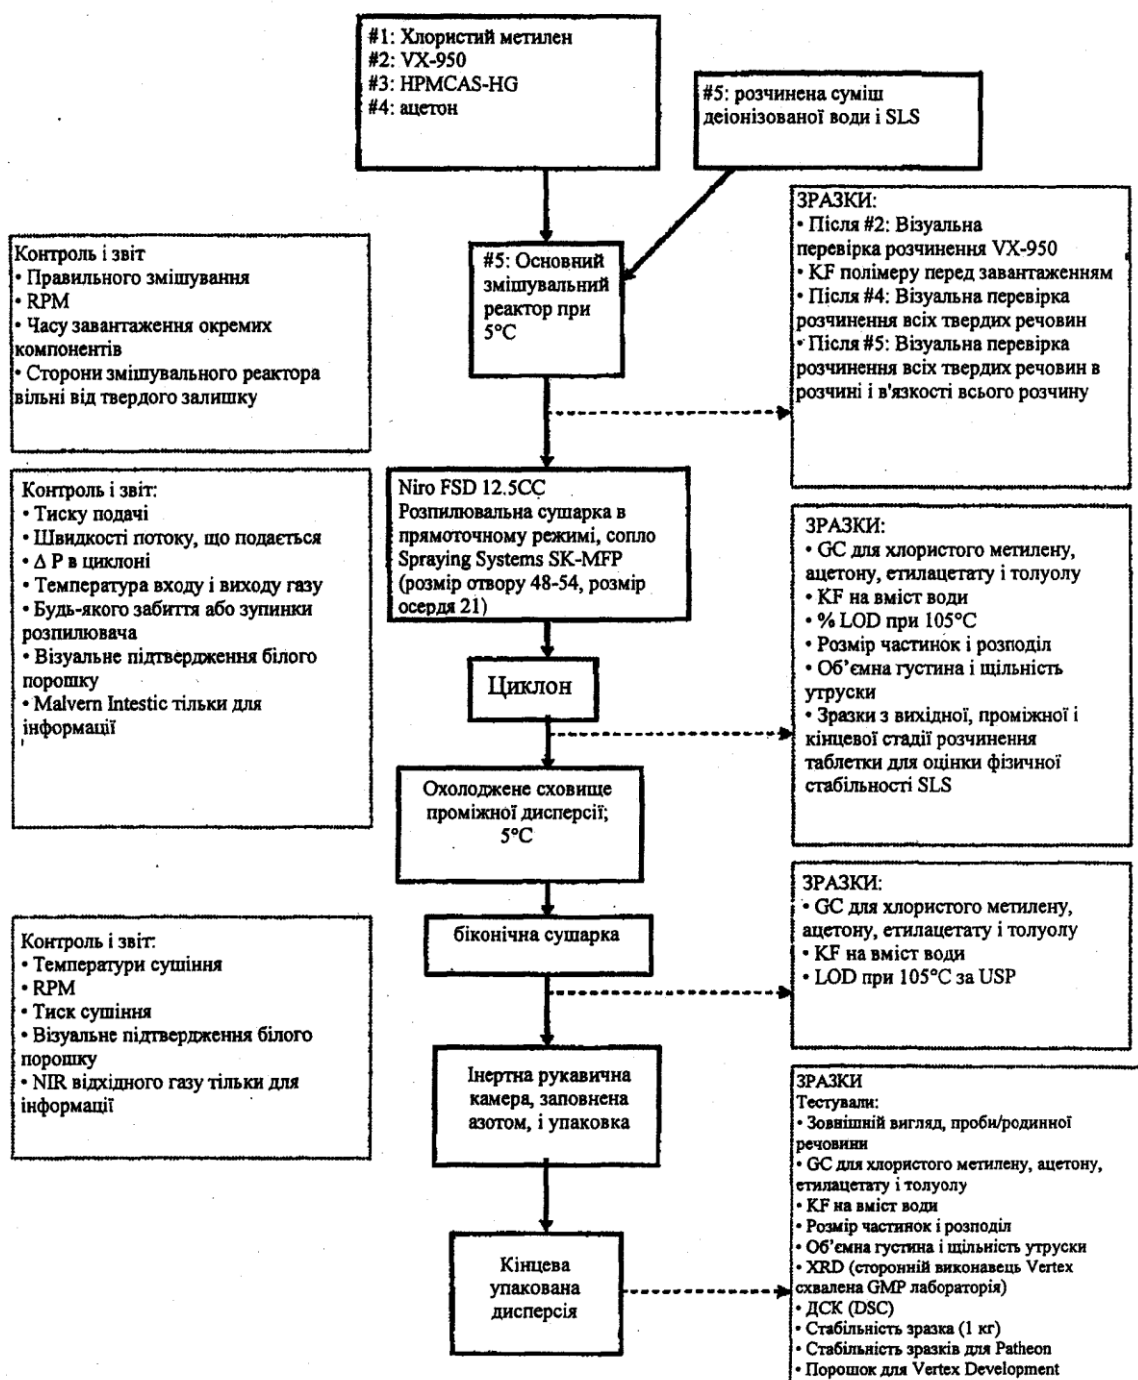 #1: Хлористий метилен
#2: VX-950
#3: HPMCAS-HG
#4: ацетон
#5: розчинена суміш
деіонізованої води і SLS
#5: Основний
змішувальний
реактор при
5°C
Контроль і звіт
• Правильного змішування
• RPM
• Часу завантаження окремих
компонентів
• Сторони змішувального реактора
вільні від твердого залишку
ЗРАЗКИ:
• Після #2: Візуальна
перевірка розчинення VX-950
• KF полімеру перед завантаженням
• Після #4: Візуальна перевірка
розчинення всіх твердих речовин
• Після #5: Візуальна перевірка
розчинення всіх твердих речовин в
розчині і в'язкості всього розчину
Niro FSD 12.5CC
Розпилювальна сушарка в
прямоточному режимі, сопло
Spraying Systems SK-MFP
(розмір отвору 48-54, розмір
осердя 21)
Контроль і звіт:
• Тиску подачі
• Швидкості потоку, що подається
• Δ P в циклоні
• Температура входу і виходу газу
• Будь-якого забиття або зупинки
розпилювача
• Візуальне підтвердження білого
порошку
• Malvern Intestic тільки для
інформації
Циклон
ЗРАЗКИ:
• GC для хлористого метилену,
ацетону, етилацетату і толуолу
• KF на вміст води
• % LOD при 105°C
• Розмір частинок і розподіл
• Об’ємна густина і щільність
утруски
• Зразки з вихідної, проміжної і
кінцевої стадії розчинення
таблетки для оцінки фізичної
стабільності SLS
Охолоджене сховище
проміжної дисперсії;
5°C
біконічна сушарка
ЗРАЗКИ:
• GC для хлористого метилену,
ацетону, етилацетату і толуолу
• KF на вміст води
• LOD при 105°C за USP
Контроль і звіт:
• Температури сушіння
• RPM
• Тиск сушіння
• Візуальне підтвердження білого
порошку
• NIR відхідного газу тільки для
інформації
Інертна рукавична
камера, заповнена
азотом, і упаковка
Кінцева
упакована
дисперсія
ЗРАЗКИ
Тестували:
• Зовнішній вигляд, проби/родинної
речовини
• GC для хлористого метилену, ацетону,
етилацетату і толуолу
• KF на вміст води
• Розмір частинок і розподіл
• Об’ємна густина і щільність утруски
• XRD (сторонній виконавець Vertex
схвалена GMP лабораторія)
• ДСК (DSC)
• Стабільність зразка (1 кг)
• Стабільність зразків для Patheon
• Порошок для Vertex Development